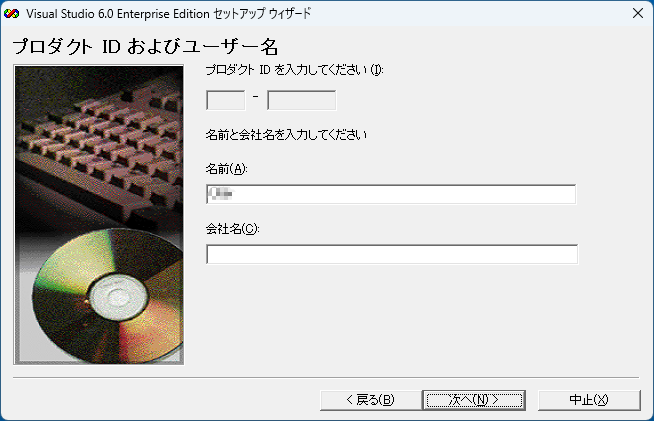 Visual Studio 6.0 Enterprise Edition セットアップ ウィザード
プロダクト ID およびユーザー名
プロダクト ID を入力してください(I):
-
名前と会社名を入力してください
名前(A):
会社名(C):
< 戻る(B)
次へ(N) >
中止(X)